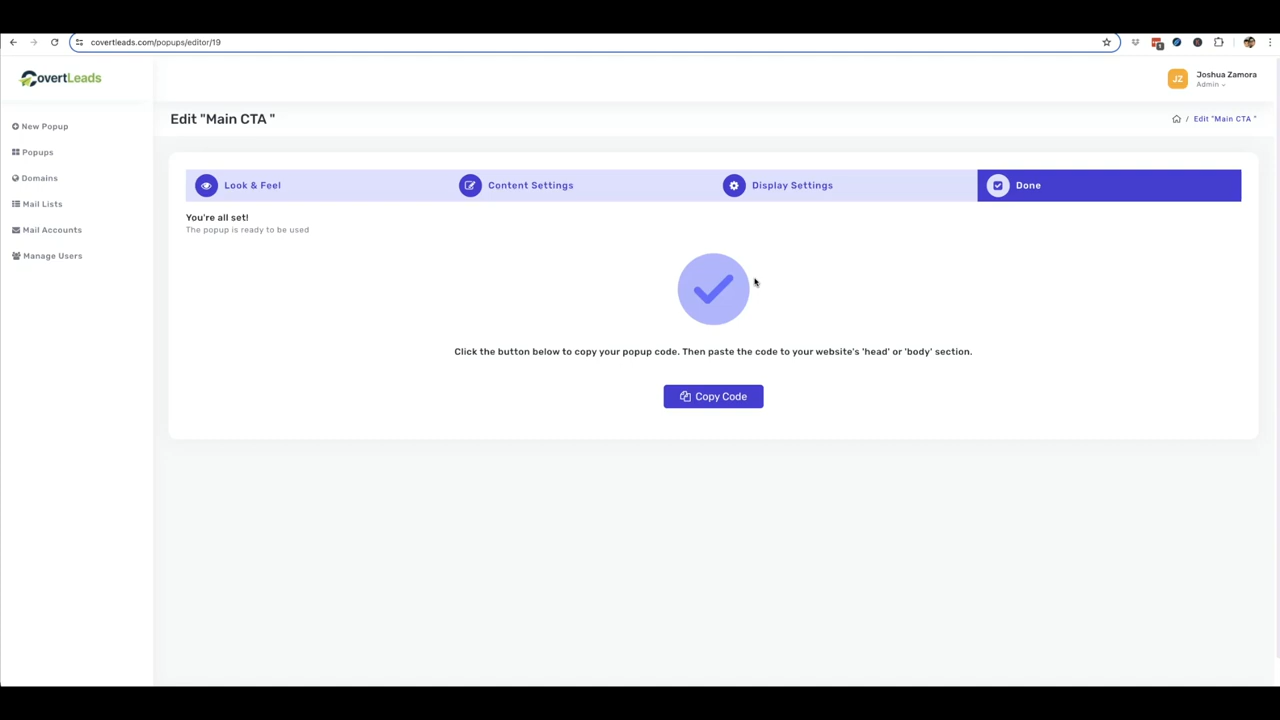 covertleads.com/popups/editor/19
CovertLeads
JZ
Joshua Zamora
Admin
New Popup
Popups
Domains
Mail Lists
Mail Accounts
Manage Users
Edit "Main CTA "
/ Edit "Main CTA "
Look & Feel
Content Settings
Display Settings
Done
You're all set!
The popup is ready to be used
Click the button below to copy your popup code. Then paste the code to your website's 'head' or 'body' section.
Copy Code